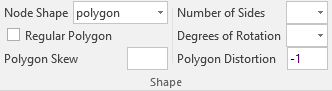 Node Shape polygon Number of Sides
Regular Polygon Degrees of Rotation
Polygon Skew Polygon Distortion -1
Shape